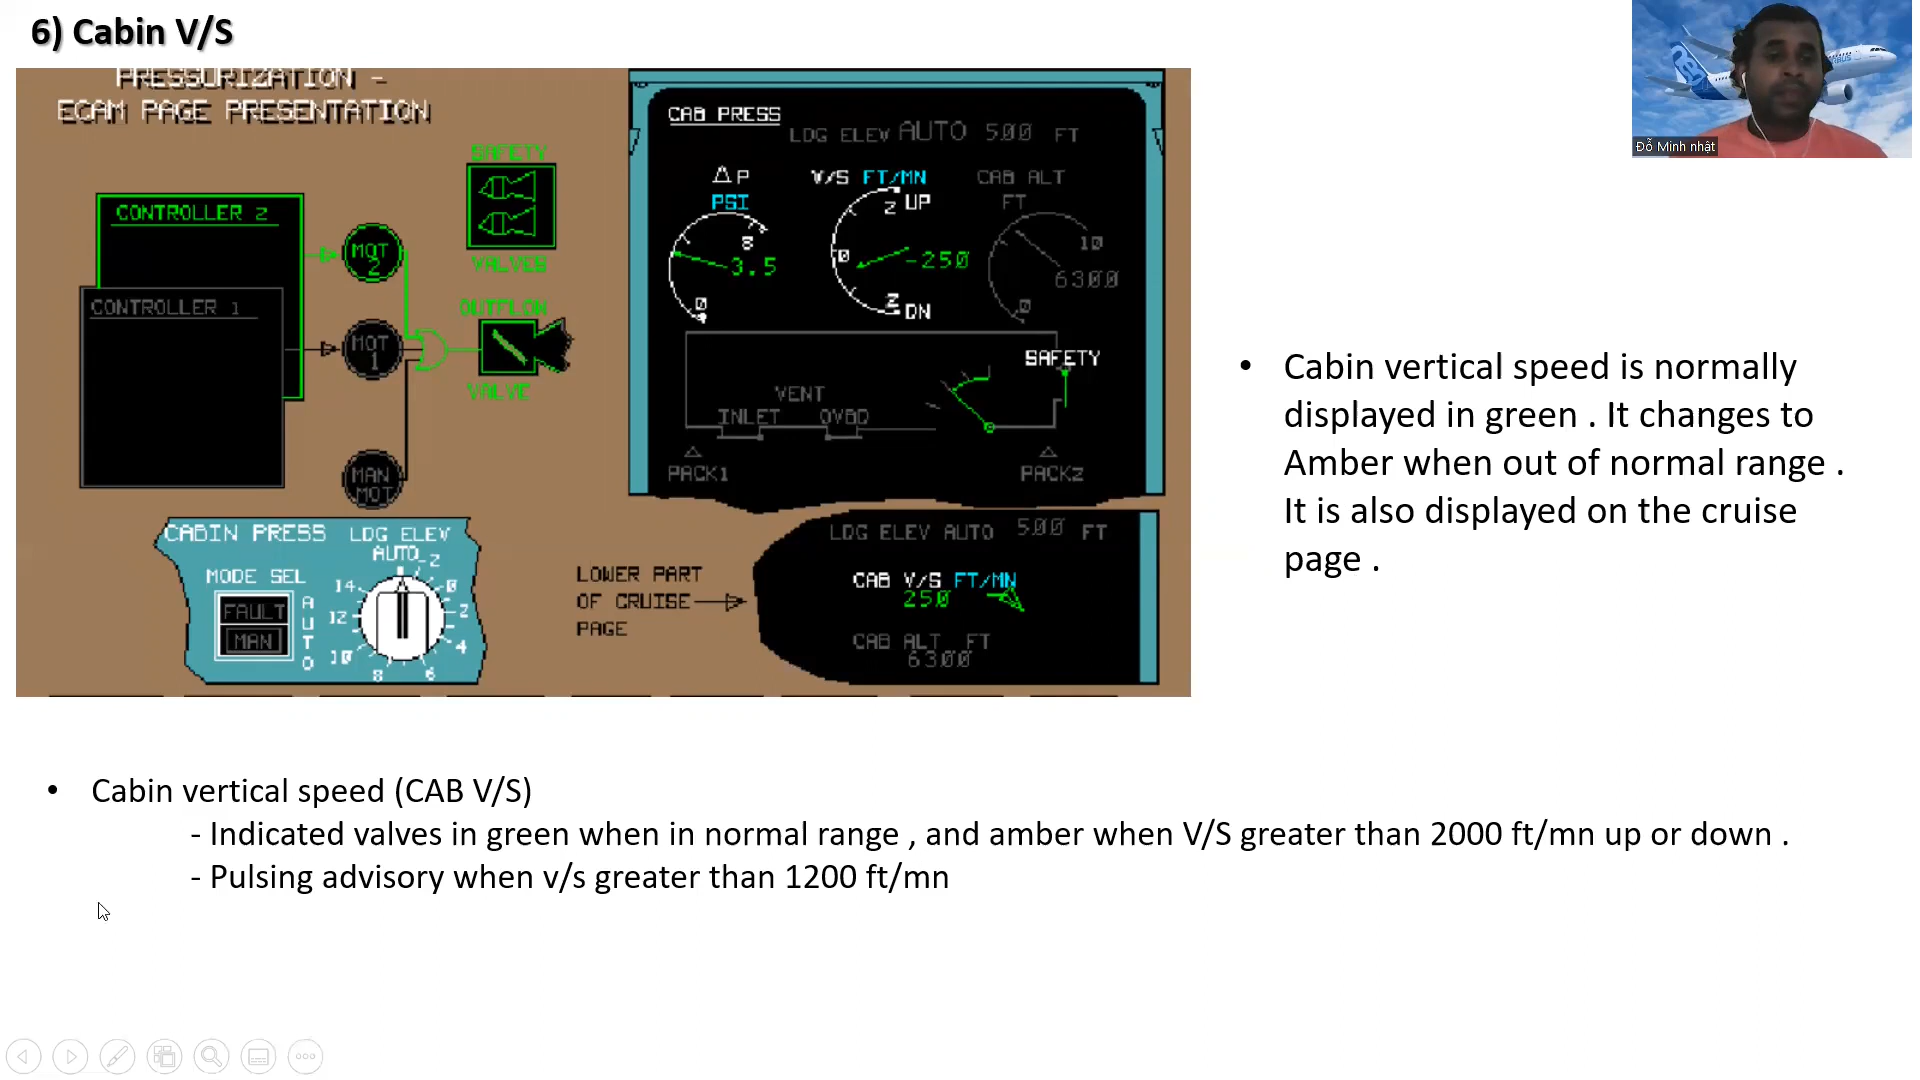 6) Cabin V/S
PRESSURIZATION -
ECAM PAGE PRESENTATION
SAFETY
VALVES
CONTROLLER 2
CONTROLLER 1
MOT
2
MOT
1
MAN
MOT
OUTFLOW
VALVE
CAB PRESS
LDG ELEV AUTO 500 FT
ΔP
PSI
8
3.5
0
V/S FT/MN
2 UP
0
-250
2 DN
CAB ALT
FT
10
6300
0
SAFETY
VENT
INLET OVBD
PACK1
PACK2
CABIN PRESS LDG ELEV
AUTO
-2
0
2
4
6
8
10
12
14
MODE SEL
FAULT
MAN
AUTO
LOWER PART
OF CRUISE
PAGE
LDG ELEV AUTO 500 FT
CAB V/S FT/MN
250
CAB ALT FT
6300
Đỗ Minh nhật
• Cabin vertical speed is normally
displayed in green . It changes to
Amber when out of normal range .
It is also displayed on the cruise
page .
• Cabin vertical speed (CAB V/S)
- Indicated valves in green when in normal range , and amber when V/S greater than 2000 ft/mn up or down .
- Pulsing advisory when v/s greater than 1200 ft/mn